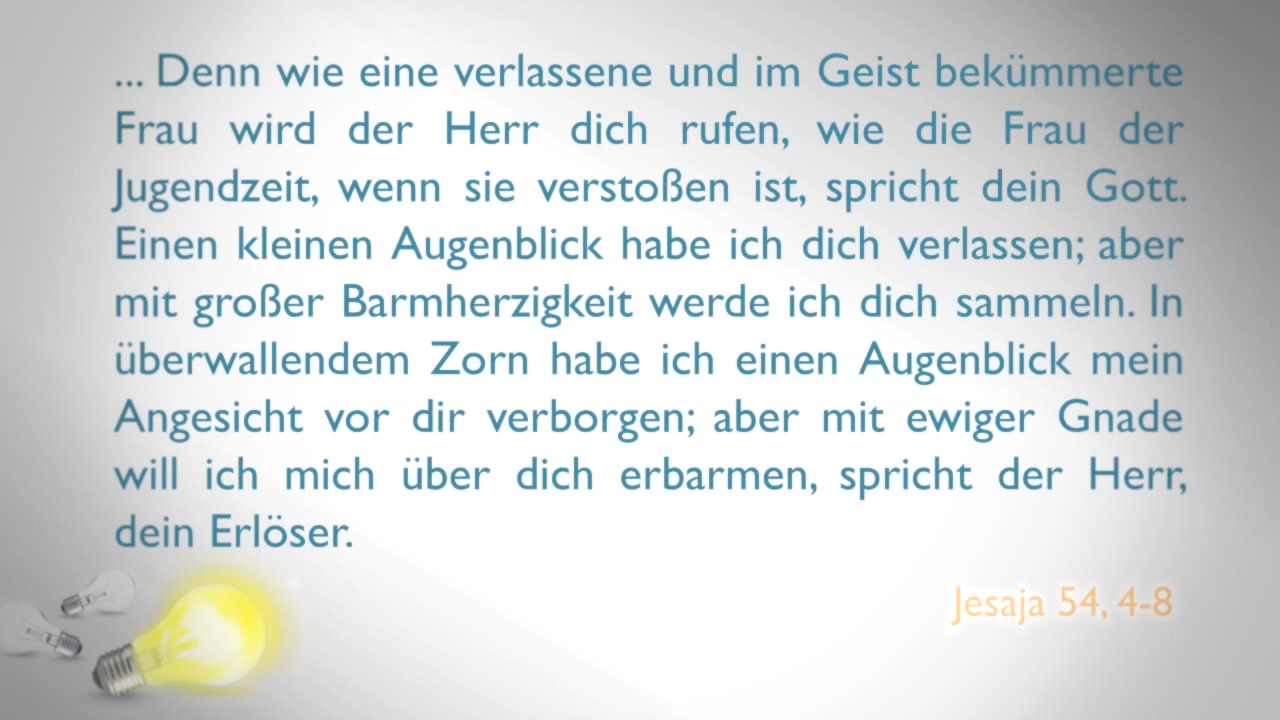 ... Denn wie eine verlassene und im Geist bekümmerte
Frau wird der Herr dich rufen, wie die Frau der
Jugendzeit, wenn sie verstoßen ist, spricht dein Gott.
Einen kleinen Augenblick habe ich dich verlassen; aber
mit großer Barmherzigkeit werde ich dich sammeln. In
überwallendem Zorn habe ich einen Augenblick mein
Angesicht vor dir verborgen; aber mit ewiger Gnade
will ich mich über dich erbarmen, spricht der Herr,
dein Erlöser.
Jesaja 54, 4-8